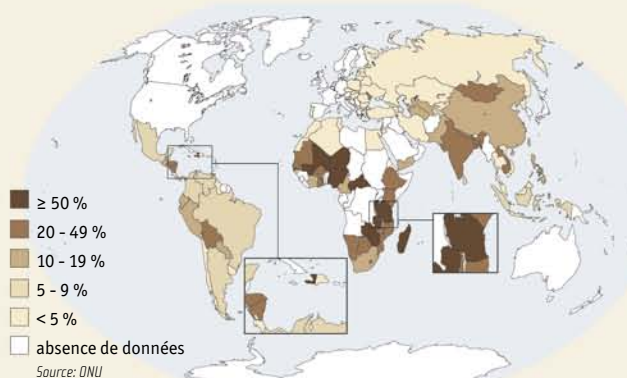 ≥ 50 %
20 - 49 %
10 - 19 %
5 - 9 %
< 5 %
absence de données
Source: ONU